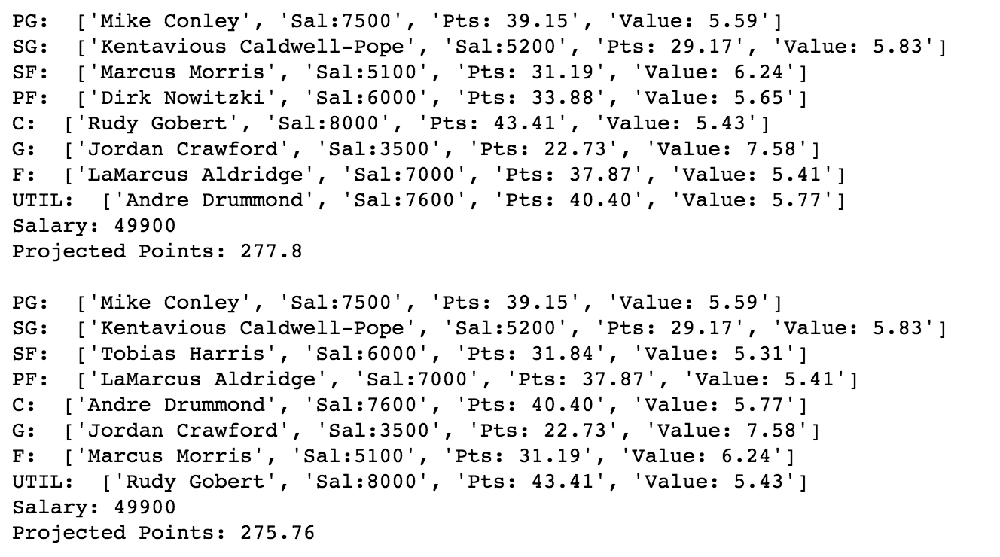 PG:  ['Mike Conley', 'Sal:7500', 'Pts: 39.15', 'Value: 5.59']
SG:  ['Kentavious Caldwell-Pope', 'Sal:5200', 'Pts: 29.17', 'Value: 5.83']
SF:  ['Marcus Morris', 'Sal:5100', 'Pts: 31.19', 'Value: 6.24']
PF:  ['Dirk Nowitzki', 'Sal:6000', 'Pts: 33.88', 'Value: 5.65']
C:  ['Rudy Gobert', 'Sal:8000', 'Pts: 43.41', 'Value: 5.43']
G:  ['Jordan Crawford', 'Sal:3500', 'Pts: 22.73', 'Value: 7.58']
F:  ['LaMarcus Aldridge', 'Sal:7000', 'Pts: 37.87', 'Value: 5.41']
UTIL:  ['Andre Drummond', 'Sal:7600', 'Pts: 40.40', 'Value: 5.77']
Salary: 49900
Projected Points: 277.8

PG:  ['Mike Conley', 'Sal:7500', 'Pts: 39.15', 'Value: 5.59']
SG:  ['Kentavious Caldwell-Pope', 'Sal:5200', 'Pts: 29.17', 'Value: 5.83']
SF:  ['Tobias Harris', 'Sal:6000', 'Pts: 31.84', 'Value: 5.31']
PF:  ['LaMarcus Aldridge', 'Sal:7000', 'Pts: 37.87', 'Value: 5.41']
C:  ['Andre Drummond', 'Sal:7600', 'Pts: 40.40', 'Value: 5.77']
G:  ['Jordan Crawford', 'Sal:3500', 'Pts: 22.73', 'Value: 7.58']
F:  ['Marcus Morris', 'Sal:5100', 'Pts: 31.19', 'Value: 6.24']
UTIL:  ['Rudy Gobert', 'Sal:8000', 'Pts: 43.41', 'Value: 5.43']
Salary: 49900
Projected Points: 275.76